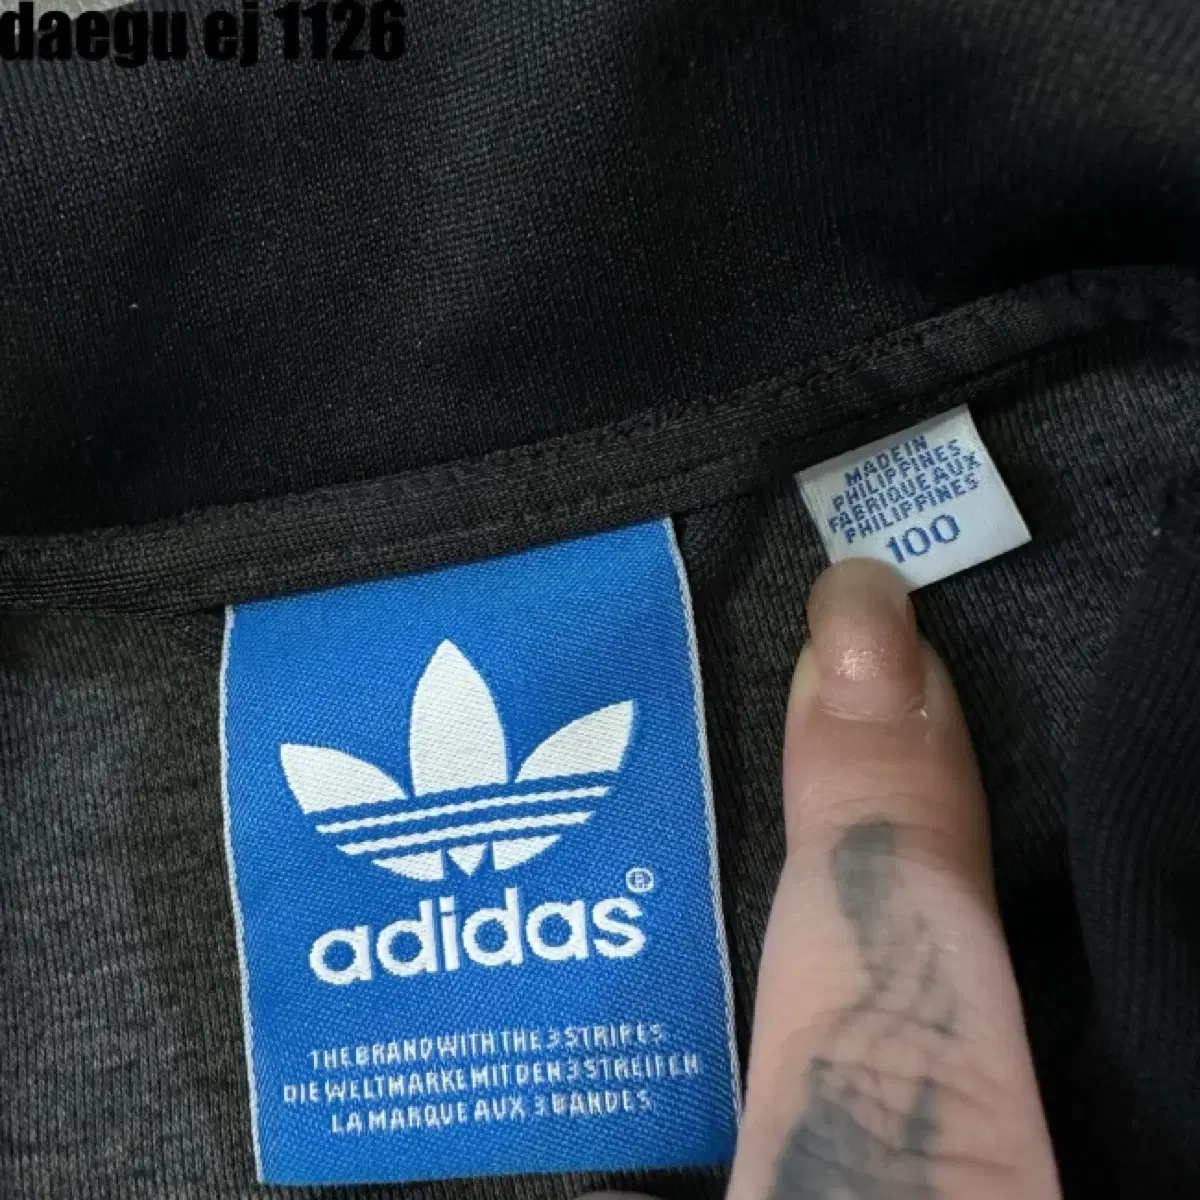 daegu ej 1126
MADE IN
PHILIPPINES
FABRIQUE AUX
PHILIPPINES
100
adidas®
THE BRAND WITH THE 3 STRIPES
DIE WELTMARKE MIT DEN 3 STREIFEN
LA MARQUE AUX 3 BANDES